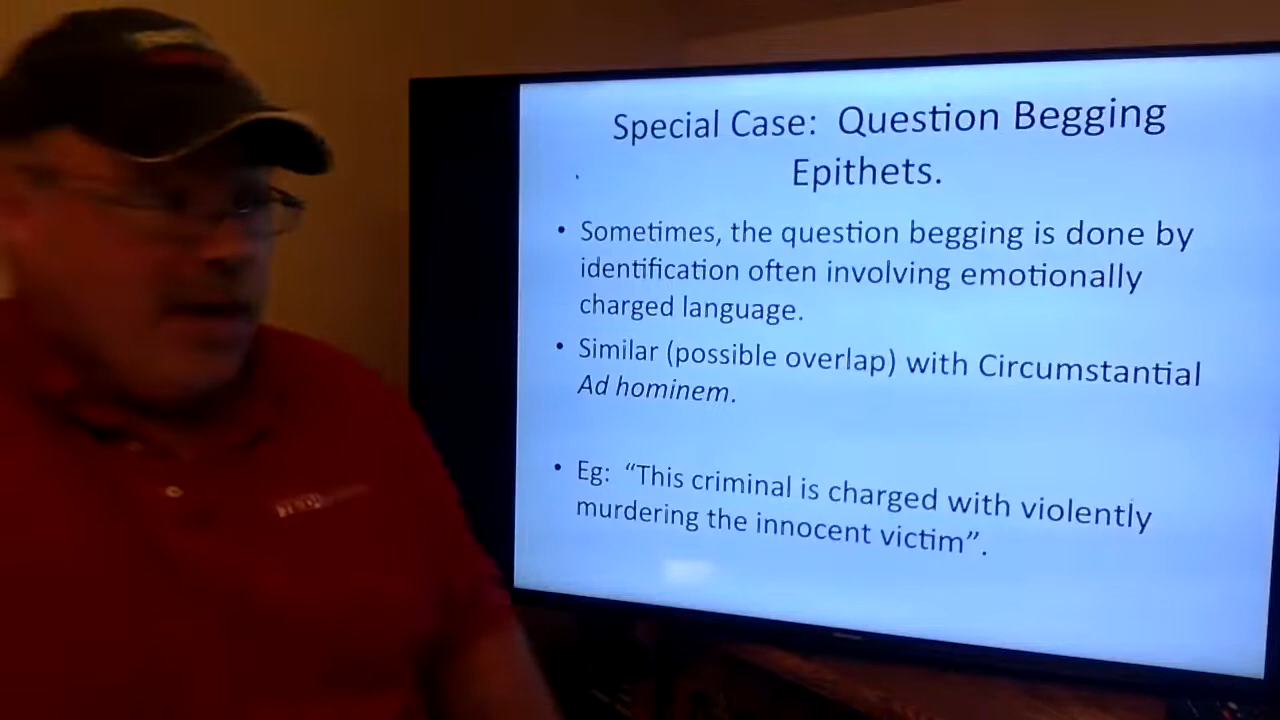 Special Case: Question Begging
Epithets.
• Sometimes, the question begging is done by
identification often involving emotionally
charged language.
• Similar (possible overlap) with Circumstantial
Ad hominem.
• Eg: “This criminal is charged with violently
murdering the innocent victim”.